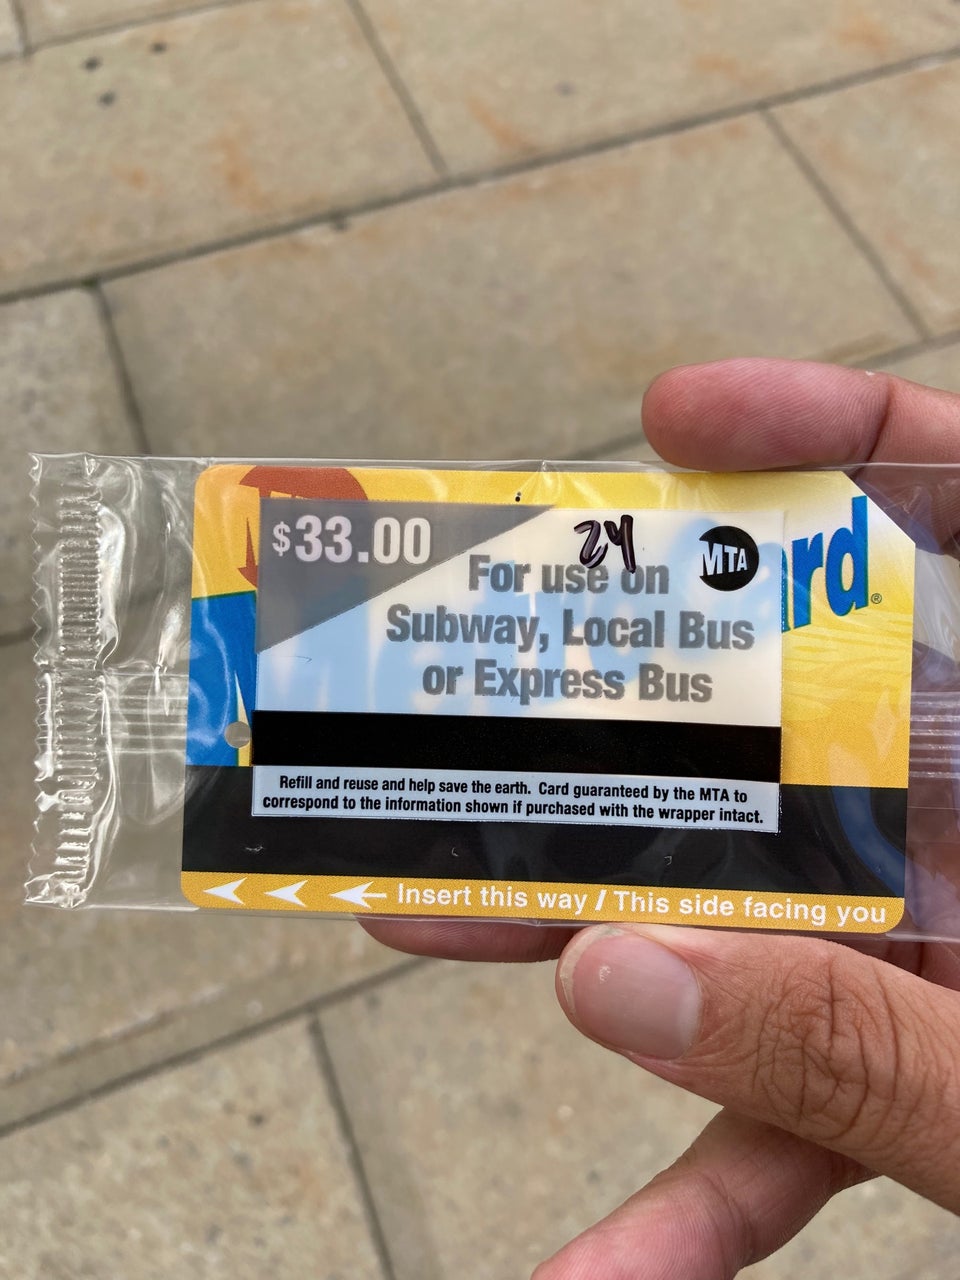 $33.00
24
MTA
For use on
Subway, Local Bus
or Express Bus
ard®
Refill and reuse and help save the earth. Card guaranteed by the MTA to
correspond to the information shown if purchased with the wrapper intact.
Insert this way / This side facing you